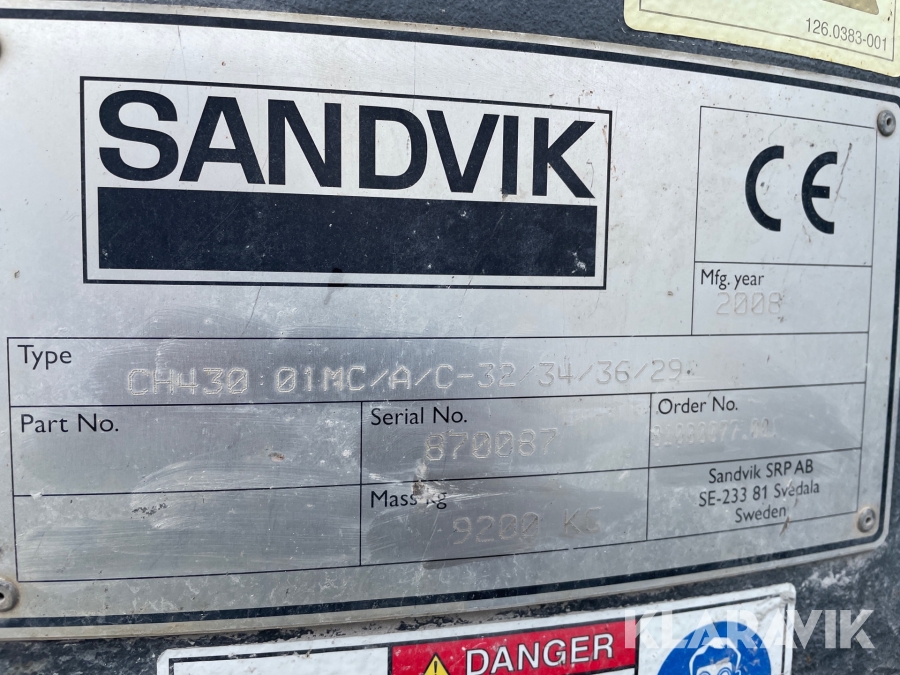 126.0383-001
SANDVIK
CE
Mfg. year
2008
Type
CH430:01MC/A/C-32/34/36/29
Part No.
Serial No.
870087
Order No.
Mass kg
9200 KG
Sandvik SRP AB
SE-233 81 Svedala
Sweden
DANGER
KLARAVIK